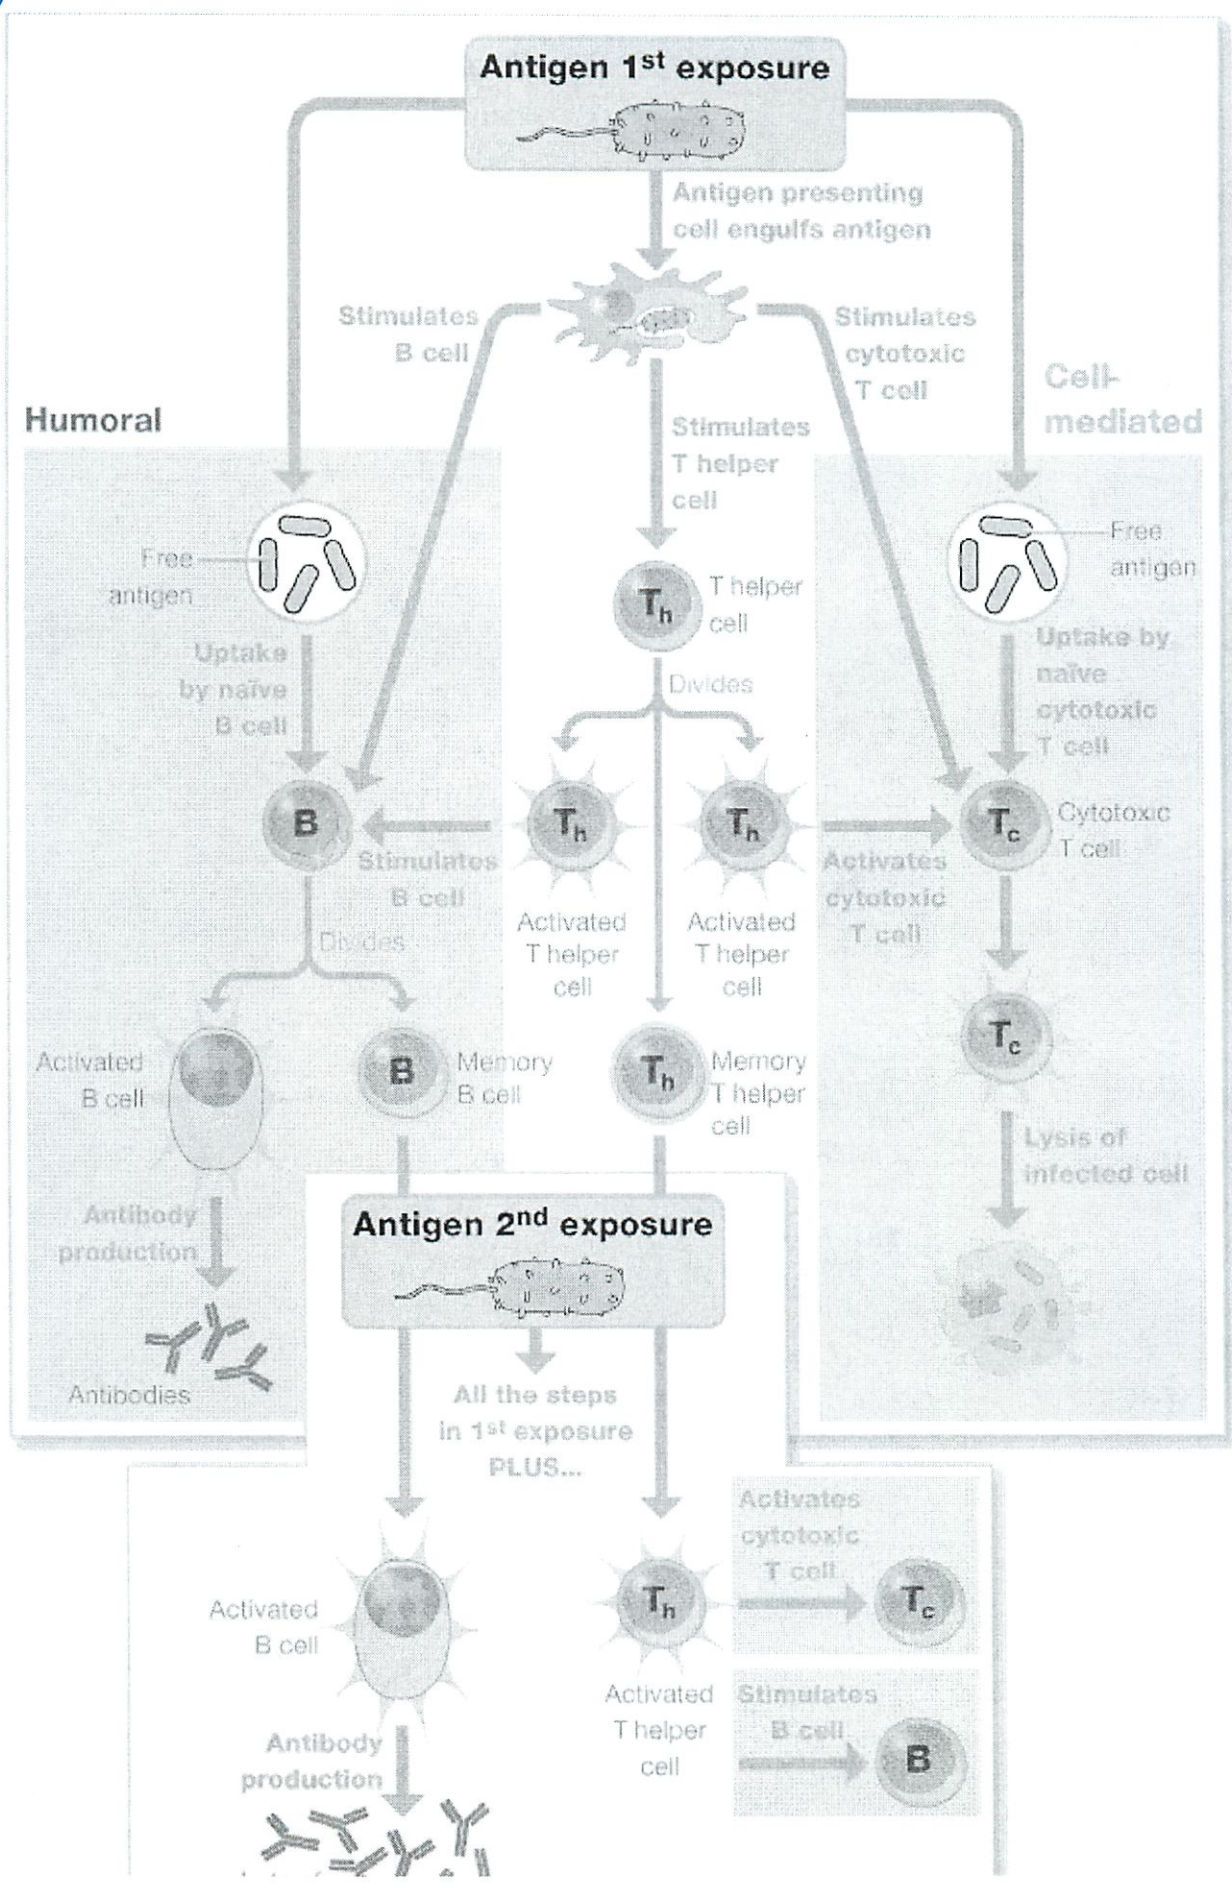 Antigen 1st exposure
Antigen presenting
cell engulfs antigen
Stimulates
B cell
Stimulates
cytotoxic
T cell
Humoral
Cell-
mediated
Stimulates
T helper
cell
Free
antigen
Free
antigen
Th
T helper
cell
Uptake
by naïve
B cell
Uptake by
naïve
cytotoxic
T cell
Divides
B
Th
Th
Tc
Cytotoxic
T cell
Stimulates
B cell
Activates
cytotoxic
T cell
Activated
T helper
cell
Activated
T helper
cell
Divides
Tc
Activated
B cell
B
Memory
B cell
Th
Memory
T helper
cell
Lysis of
infected cell
Antibody
production
Antigen 2nd exposure
Antibodies
All the steps
in 1st exposure
PLUS...
Activates
cytotoxic
T cell
Activated
B cell
Th
Tc
Activated
T helper
cell
Stimulates
B cell
B
Antibody
production